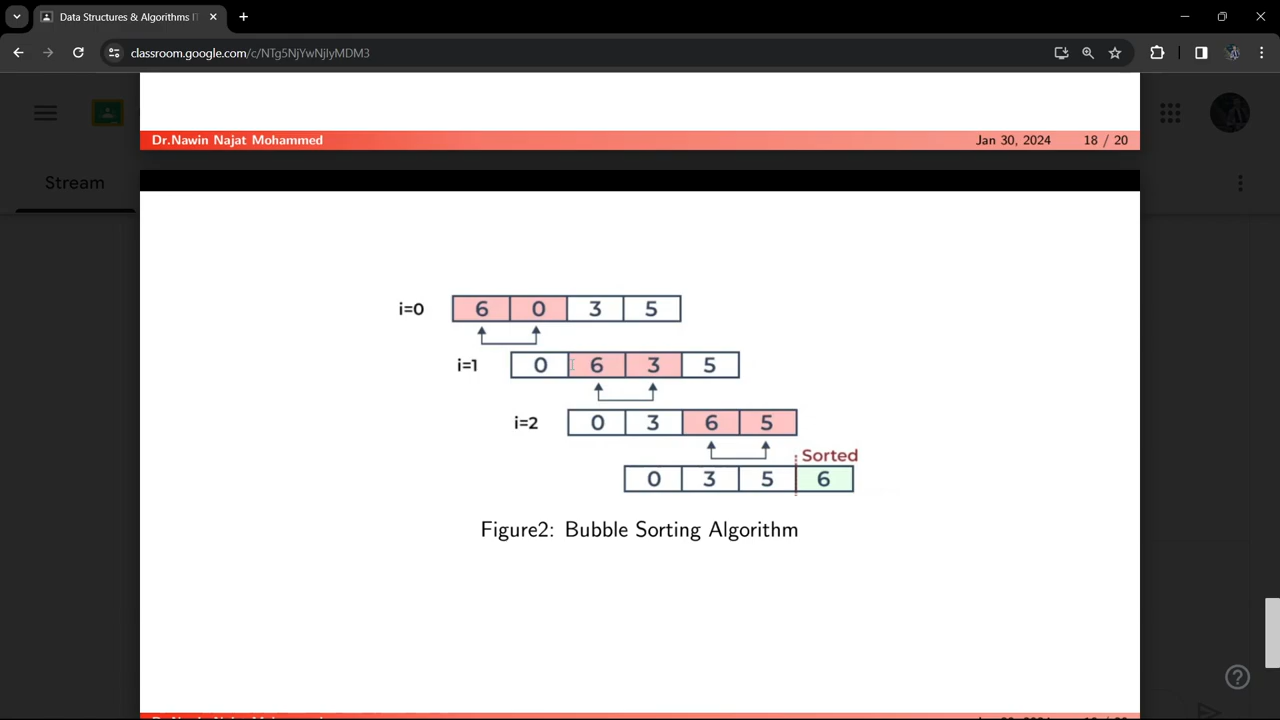 Data Structures & Algorithms I
classroom.google.com/c/NTg5NjYwNjIyMDM3
Dr.Nawin Najat Mohammed Jan 30, 2024 18 / 20
Stream
i=0 6 0 3 5
i=1 0 6 3 5
i=2 0 3 6 5
Sorted
0 3 5 6
Figure2: Bubble Sorting Algorithm